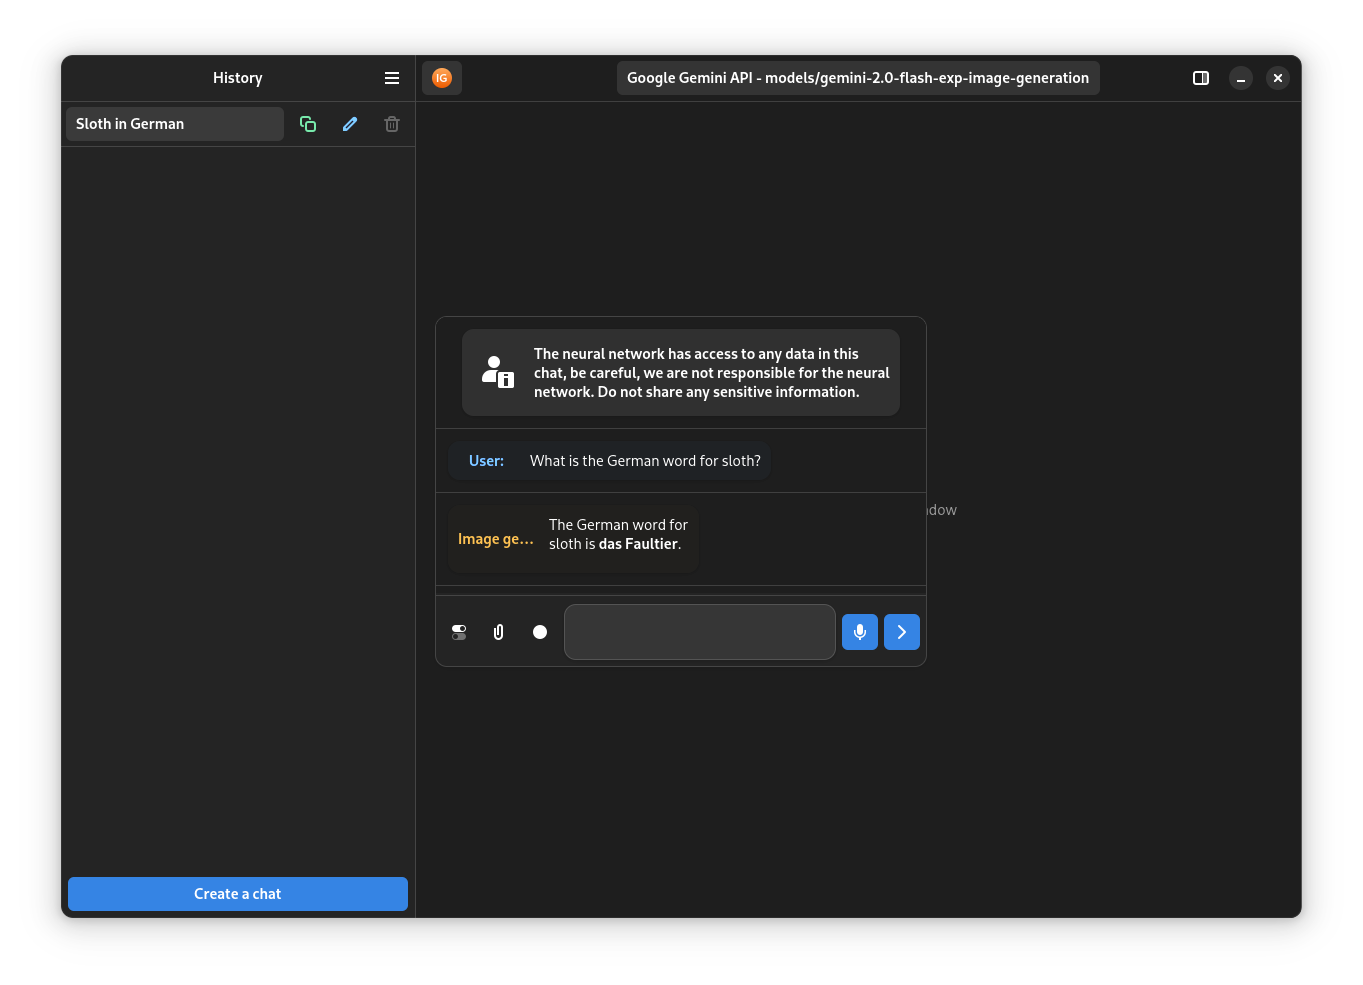 History
IG
Google Gemini API - models/gemini-2.0-flash-exp-image-generation
Sloth in German
The neural network has access to any data in this
chat, be careful, we are not responsible for the neural
network. Do not share any sensitive information.
User:
What is the German word for sloth?
Image ge...
The German word for
sloth is das Faultier.
Create a chat